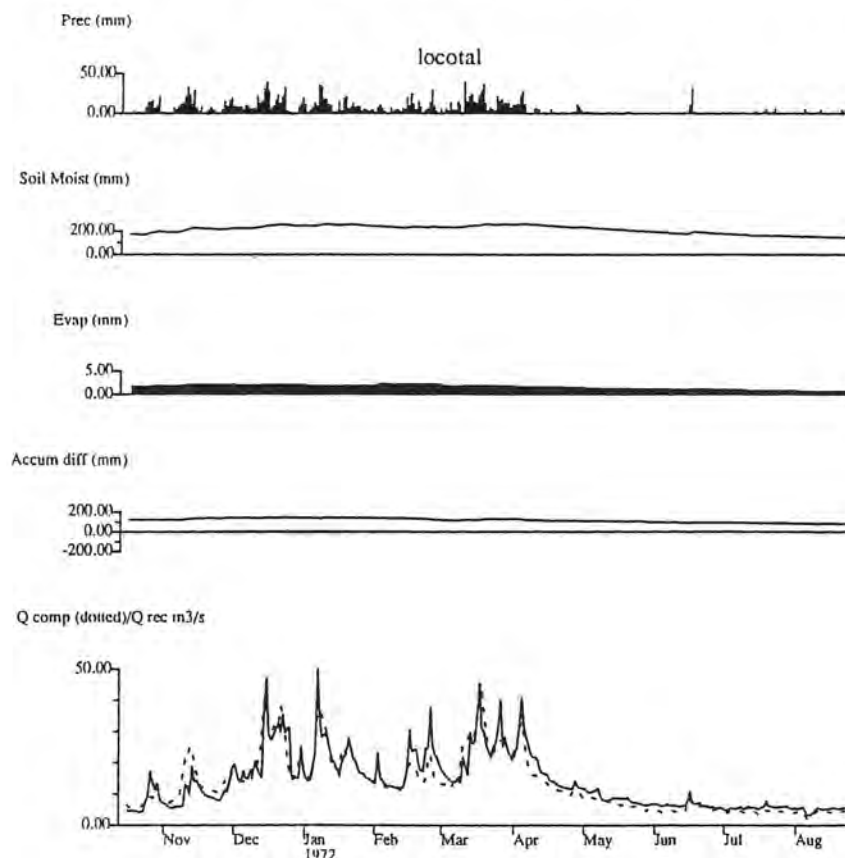 Prec (mm)
locotal
50.00
0.00
Soil Moist (mm)
200.00
0.00
Evap (mm)
5.00
0.00
Accum diff (mm)
200.00
0.00
-200.00
Q comp (dotted)/Q rec m3/s
50.00
0.00
Nov Dec Jan Feb Mar Apr May Jun Jul Aug
1977